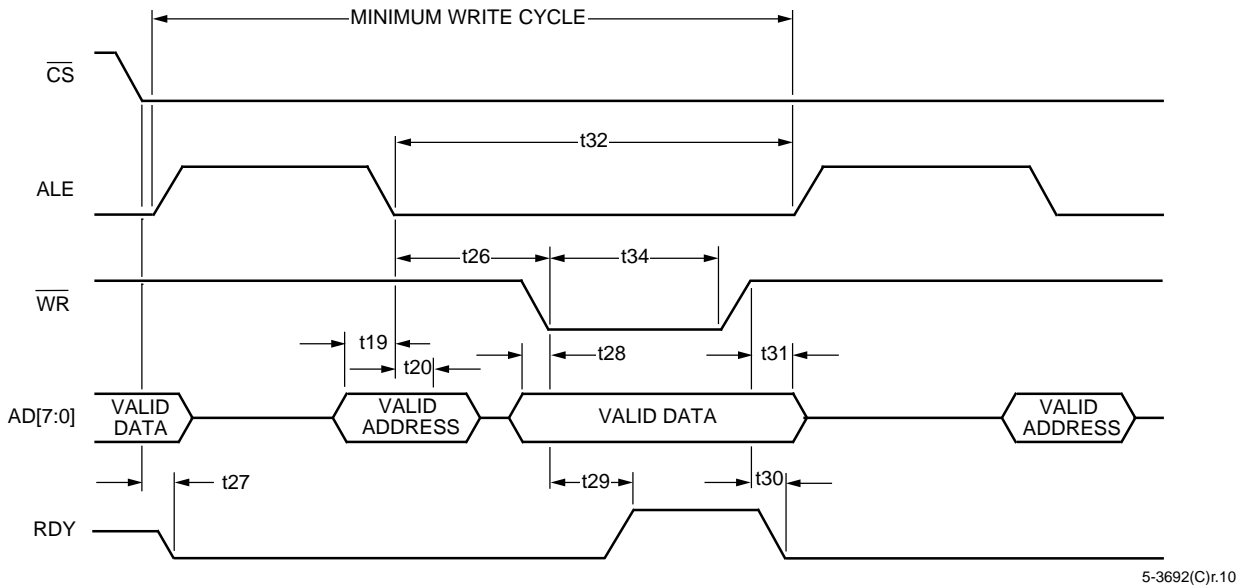 MINIMUM WRITE CYCLE
CS
t32
ALE
t26
t34
WR
t19
t20
t28
t31
AD[7:0]
VALID
DATA
VALID
ADDRESS
VALID DATA
VALID
ADDRESS
t27
t29
t30
RDY
5-3692(C)r.10